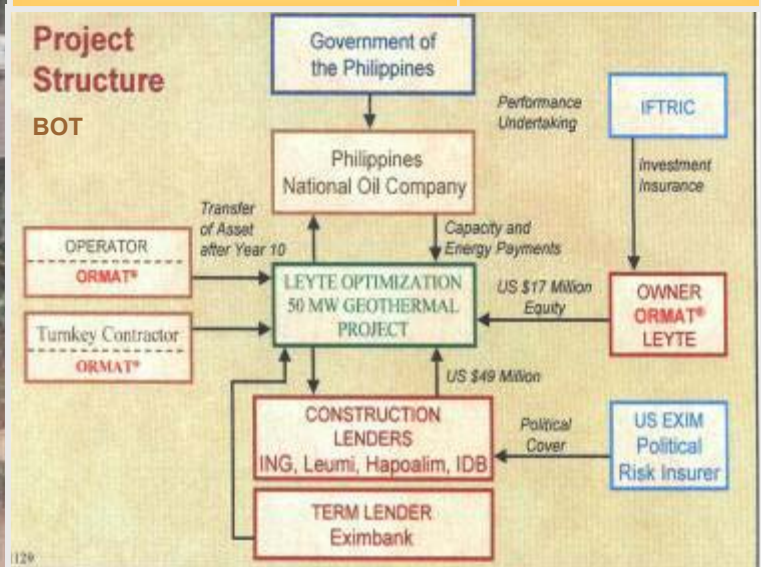 Project
Structure
BOT
Government of
the Philippines
Performance
Undertaking
IFTRIC
Philippines
National Oil Company
Investment
Insurance
Transfer
of Asset
after Year 10
Capacity and
Energy Payments
OPERATOR
ORMAT®
LEYTE OPTIMIZATION
50 MW GEOTHERMAL
PROJECT
US $17 Million
Equity
OWNER
ORMAT®
LEYTE
Turnkey Contractor
ORMAT®
US $49 Million
CONSTRUCTION
LENDERS
ING, Leumi, Hapoalim, IDB
Political
Cover
US EXIM
Political
Risk Insurer
TERM LENDER
Eximbank
1129